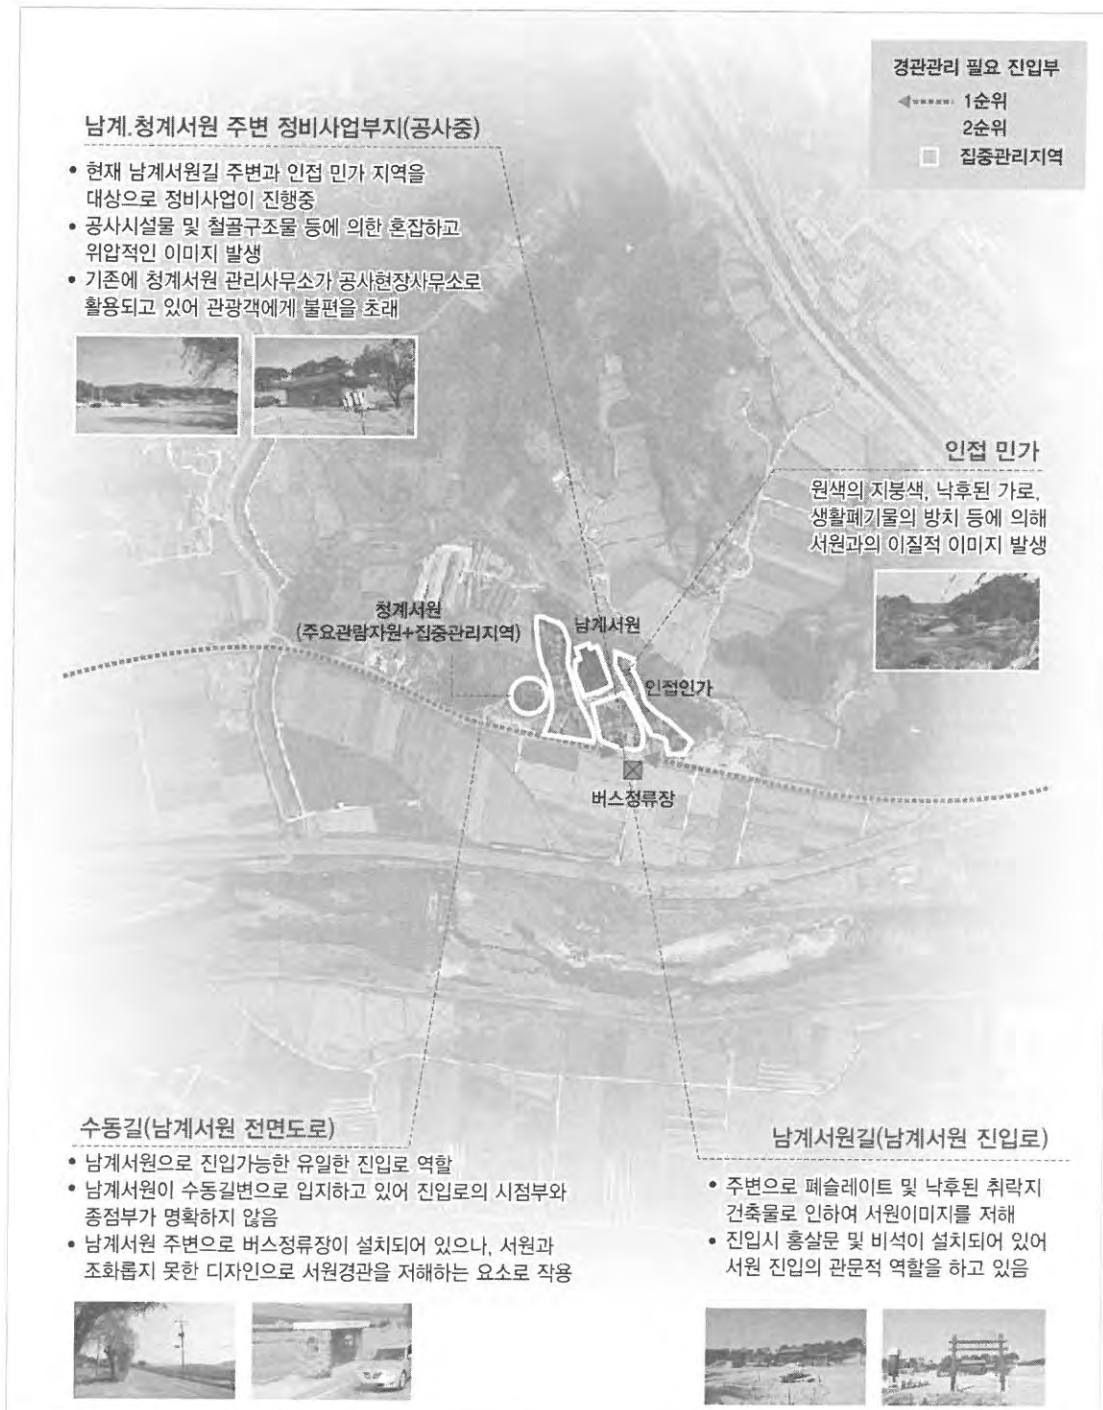 경관관리 필요 진입부
1순위
2순위
집중관리지역
남계.청계서원 주변 정비사업부지(공사중)
• 현재 남계서원길 주변과 인접 민가 지역을
대상으로 정비사업이 진행중
• 공사시설물 및 철골구조물 등에 의한 혼잡하고
위압적인 이미지 발생
• 기존에 청계서원 관리사무소가 공사현장사무소로
활용되고 있어 관광객에게 불편을 초래
인접 민가
원색의 지붕색, 낙후된 가로,
생활폐기물의 방치 등에 의해
서원과의 이질적 이미지 발생
청계서원
(주요관람자원+집중관리지역)
남계서원
인접인가
버스정류장
수동길(남계서원 전면도로)
• 남계서원으로 진입가능한 유일한 진입로 역할
• 남계서원이 수동길변으로 입지하고 있어 진입로의 시점부와
종점부가 명확하지 않음
• 남계서원 주변으로 버스정류장이 설치되어 있으나, 서원과
조화롭지 못한 디자인으로 서원경관을 저해하는 요소로 작용
남계서원길(남계서원 진입로)
• 주변으로 폐슬레이트 및 낙후된 취락지
건축물로 인하여 서원이미지를 저해
• 진입시 홍살문 및 비석이 설치되어 있어
서원 진입의 관문적 역할을 하고 있음